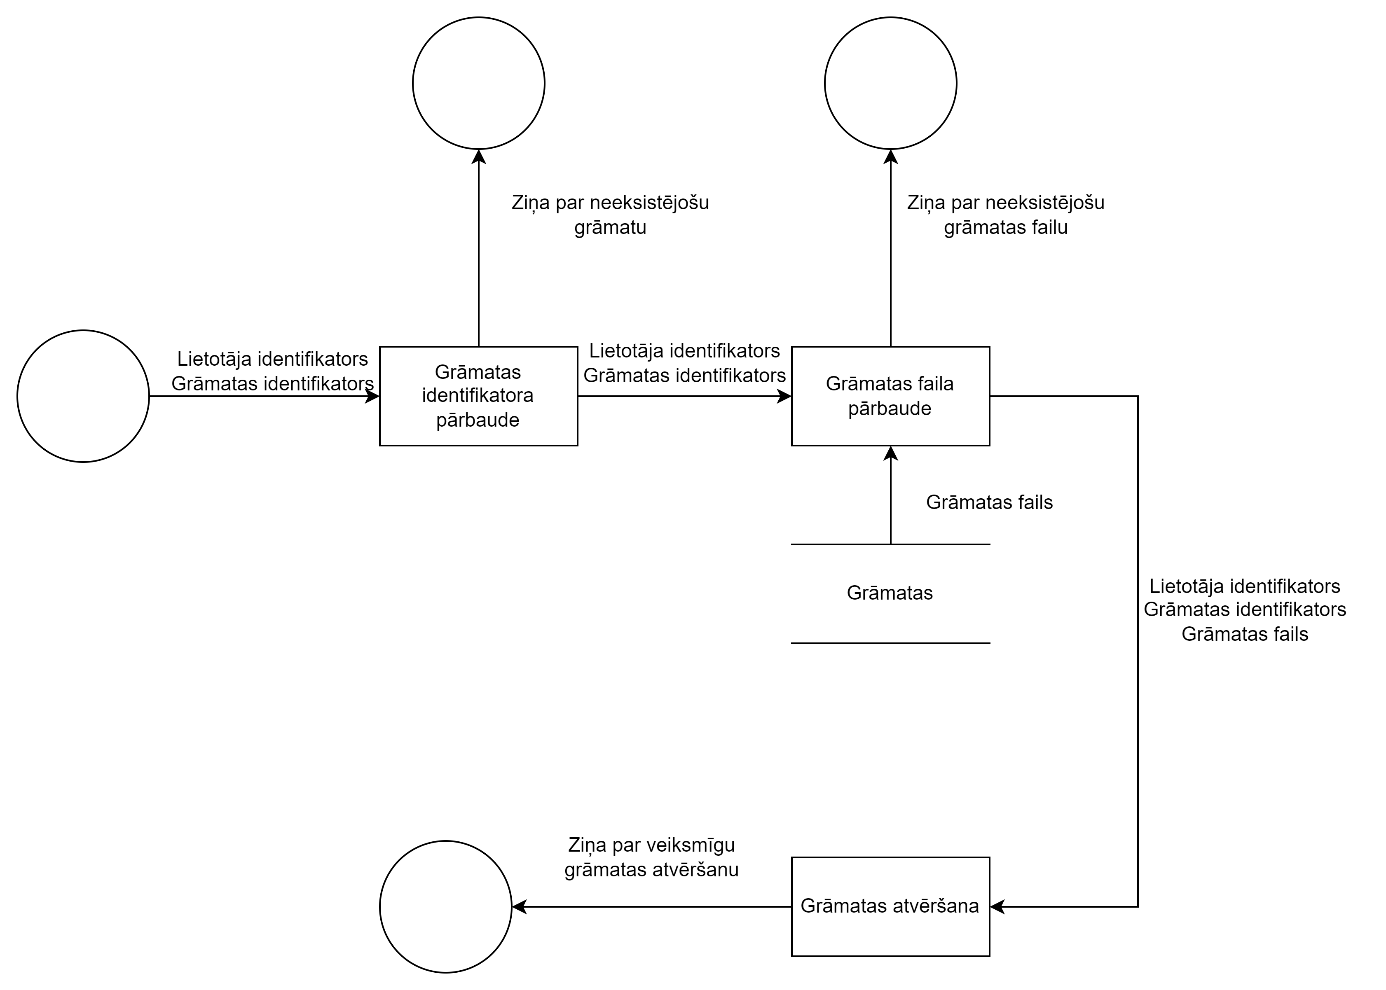 Ziņa par neeksistējošu
grāmatu
Ziņa par neeksistējošu
grāmatas failu
Lietotāja identifikators
Grāmatas identifikators
Grāmatas
identifikatora
pārbaude
Lietotāja identifikators
Grāmatas identifikators
Grāmatas faila
pārbaude
Grāmatas fails
Grāmatas
Lietotāja identifikators
Grāmatas identifikators
Grāmatas fails
Ziņa par veiksmīgu
grāmatas atvēršanu
Grāmatas atvēršana